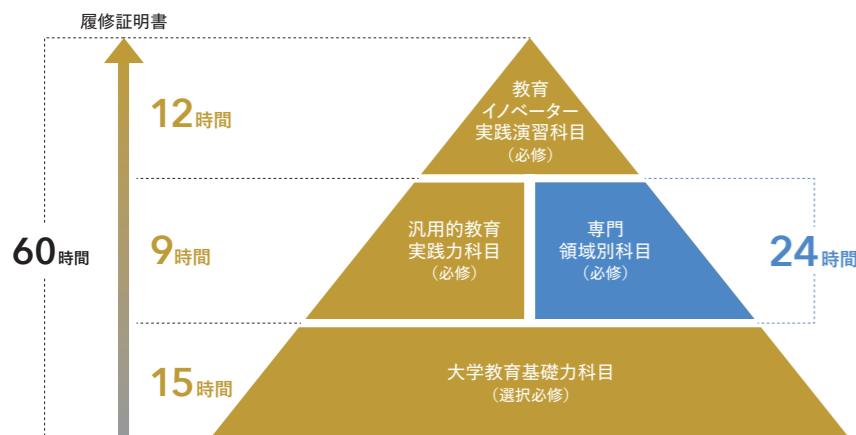 履修証明書
12時間
教育
イノベーター
実践演習科目
(必修)
60時間
9時間
汎用的教育
実践力科目
(必修)
専門
領域別科目
(必修)
24時間
15時間
大学教育基礎力科目
(選択必修)